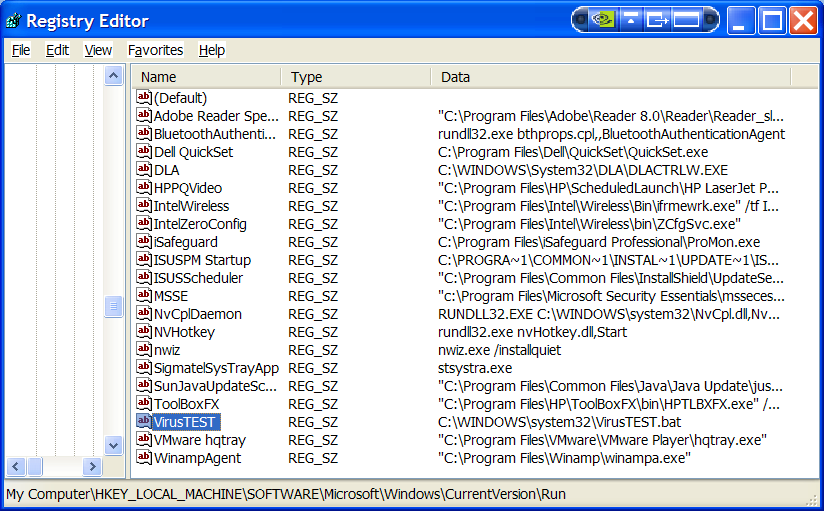 Registry Editor
File Edit View Favorites Help
Name Type Data
(Default) REG_SZ
Adobe Reader Spe... REG_SZ "C:\Program Files\Adobe\Reader 8.0\Reader\Reader_sl...
BluetoothAuthenti... REG_SZ rundll32.exe bthprops.cpl,,BluetoothAuthenticationAgent
Dell QuickSet REG_SZ C:\Program Files\Dell\QuickSet\QuickSet.exe
DLA REG_SZ C:\WINDOWS\System32\DLA\DLACTRLW.EXE
HPPQVideo REG_SZ "C:\Program Files\HP\ScheduledLaunch\HP LaserJet P...
IntelWireless REG_SZ "C:\Program Files\Intel\Wireless\Bin\ifrmewrk.exe" /tf I...
IntelZeroConfig REG_SZ "C:\Program Files\Intel\Wireless\bin\ZCfgSvc.exe"
iSafeguard REG_SZ C:\Program Files\iSafeguard Professional\ProMon.exe
ISUSPM Startup REG_SZ C:\PROGRA~1\COMMON~1\INSTAL~1\UPDATE~1\IS...
ISUSScheduler REG_SZ "C:\Program Files\Common Files\InstallShield\UpdateSe...
MSSE REG_SZ "c:\Program Files\Microsoft Security Essentials\msseces...
NvCplDaemon REG_SZ RUNDLL32.EXE C:\WINDOWS\system32\NvCpl.dll,Nv...
NVHotkey REG_SZ rundll32.exe nvHotkey.dll,Start
nwiz REG_SZ nwiz.exe /installquiet
SigmatelSysTrayApp REG_SZ stsystra.exe
SunJavaUpdateSc... REG_SZ "C:\Program Files\Common Files\Java\Java Update\jus...
ToolBoxFX REG_SZ "C:\Program Files\HP\ToolBoxFX\bin\HPTLBXFX.exe" /...
VirusTEST REG_SZ C:\WINDOWS\system32\VirusTEST.bat
VMware hqtray REG_SZ "C:\Program Files\VMware\VMware Player\hqtray.exe"
WinampAgent REG_SZ "C:\Program Files\Winamp\winampa.exe"
My Computer\HKEY_LOCAL_MACHINE\SOFTWARE\Microsoft\Windows\CurrentVersion\Run